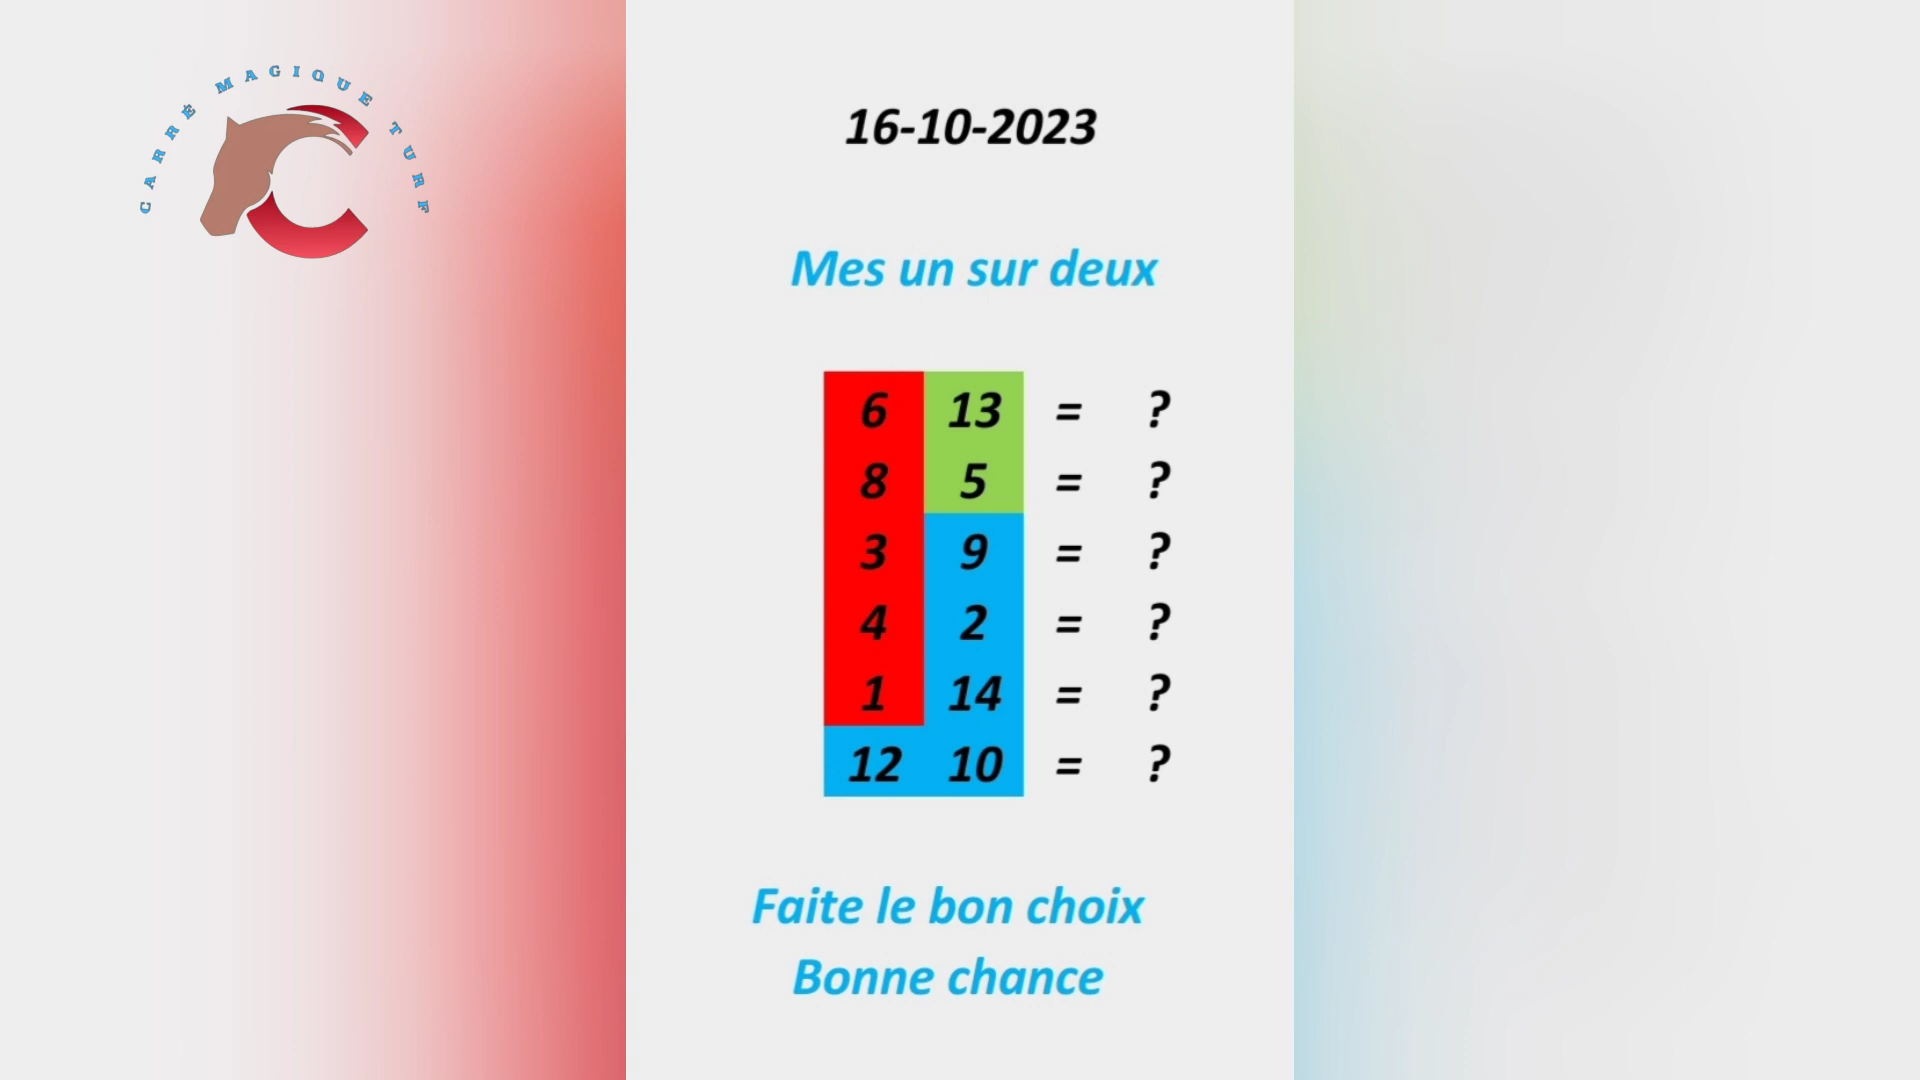 CARRÉ MAGIQUE TURF
16-10-2023
Mes un sur deux
6 13 = ?
8 5 = ?
3 9 = ?
4 2 = ?
1 14 = ?
12 10 = ?
Faite le bon choix
Bonne chance